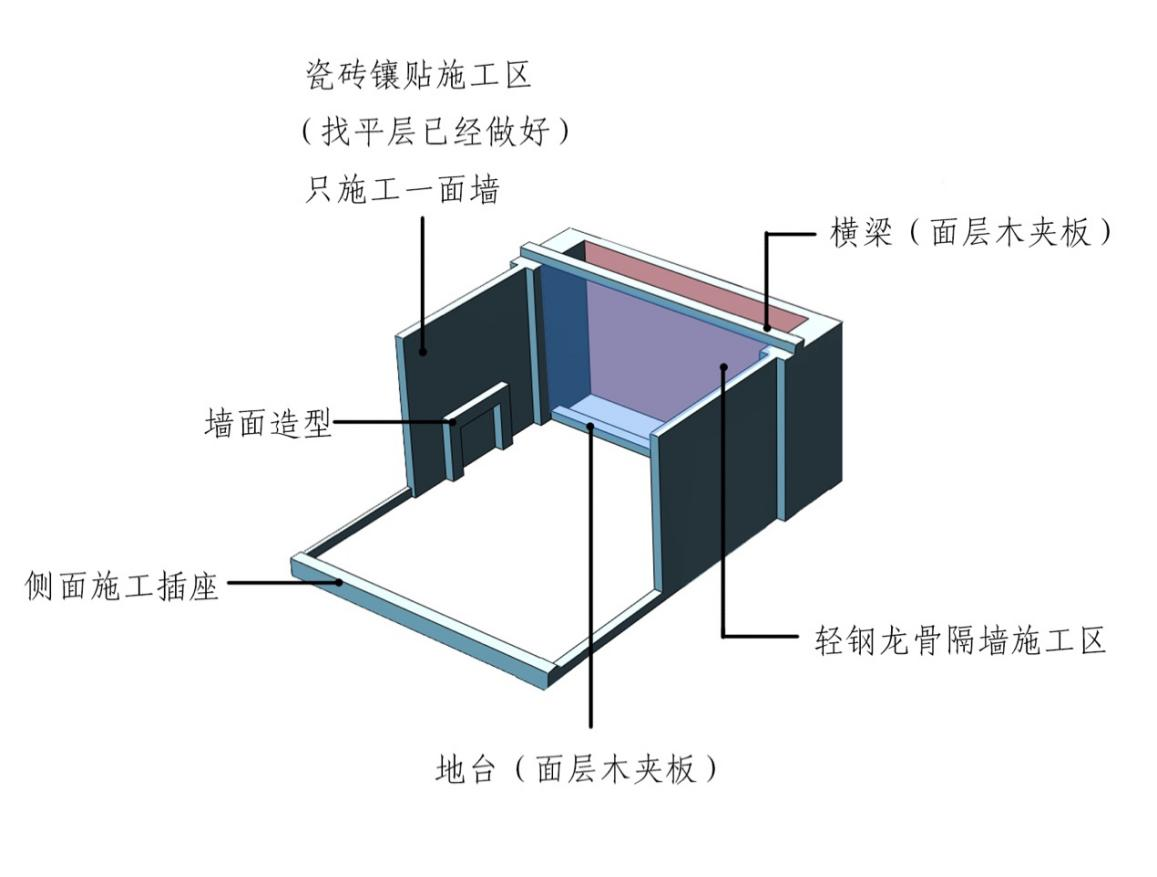 瓷砖镶贴施工区
（找平层已经做好）
只施工一面墙
横梁（面层木夹板）
墙面造型
侧面施工插座
轻钢龙骨隔墙施工区
地台（面层木夹板）